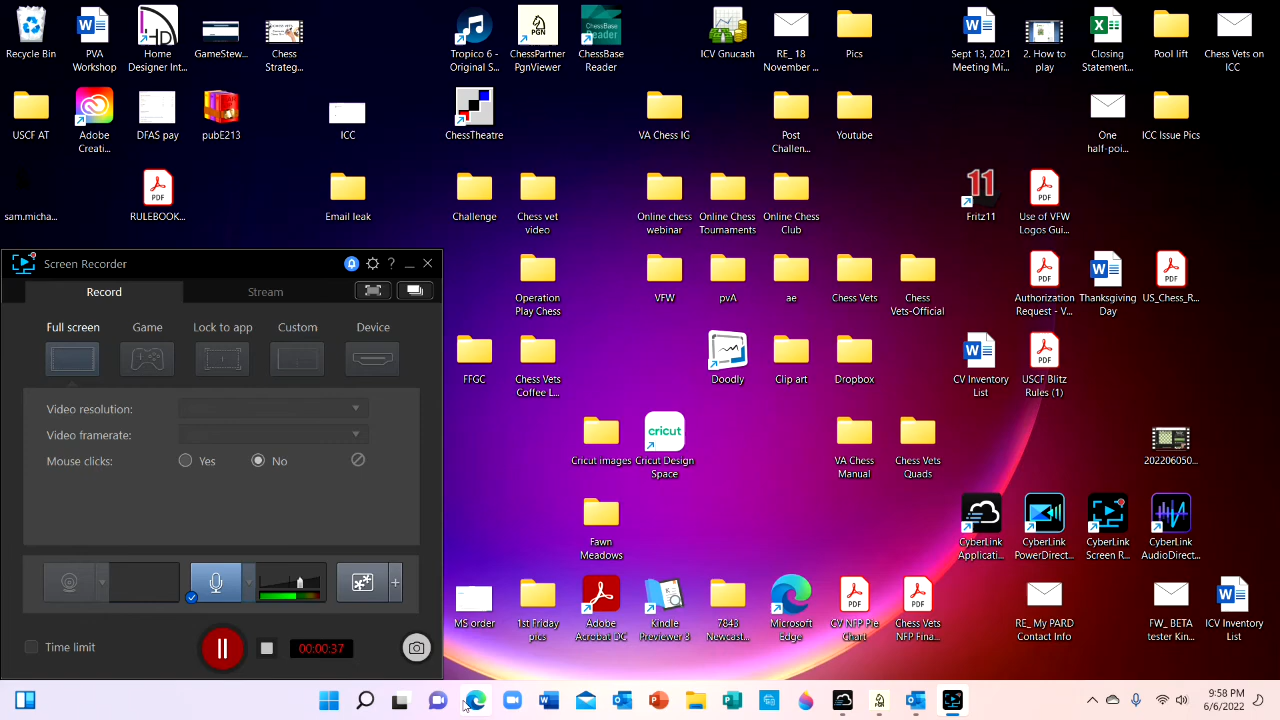 Recycle Bin
PVA
Workshop
Home
Designer Int...
GameStew...
Chess
Strateg...
Tropico 6 -
Original S...
PGN
ChessPartner
PgnViewer
ChessBase
Reader
ICV Gnucash
RE_ 18
November ...
Pics
Sept 13, 2021
Meeting Mi...
2. How to
play
Closing
Statement...
Pool lift
Chess Vets on
ICC
USCF AT
Adobe
Creati...
DFAS pay
pubE213
ICC
ChessTheatre
VA Chess IG
Post
Challen...
Youtube
One
half-poi...
ICC Issue Pics
sam.micha...
PDF
RULEBOOK...
Email leak
Challenge
Chess vet
video
Online chess
webinar
Online Chess
Tournaments
Online Chess
Club
11
Fritz11
PDF
Use of VFW
Logos Gui...
Screen Recorder
?
Record
Stream
Full screen
Game
Lock to app
Custom
Device
Video resolution:
Video framerate:
Mouse clicks:
Yes
No
Time limit
00:00:37
Operation
Play Chess
VFW
pvA
ae
Chess Vets
Chess
Vets-Official
PDF
Authorization
Request - V...
Thanksgiving
Day
PDF
US_Chess_R...
FFGC
Chess Vets
Coffee L...
Doodly
Clip art
Dropbox
CV Inventory
List
PDF
USCF Blitz
Rules (1)
Cricut images
cricut
Cricut Design
Space
VA Chess
Manual
Chess Vets
Quads
202206050...
Fawn
Meadows
CyberLink
Applicati...
CyberLink
PowerDirect...
CyberLink
Screen R...
CyberLink
AudioDirect...
MS order
1st Friday
pics
Adobe
Acrobat DC
Kindle
Previewer 3
7843
Newcast...
Microsoft
Edge
PDF
CV NFP Pie
Chart
PDF
Chess Vets
NFP Fina...
RE_ My PARD
Contact Info
FW_ BETA
tester Kin...
ICV Inventory
List
9:58 PM
6/6/2022